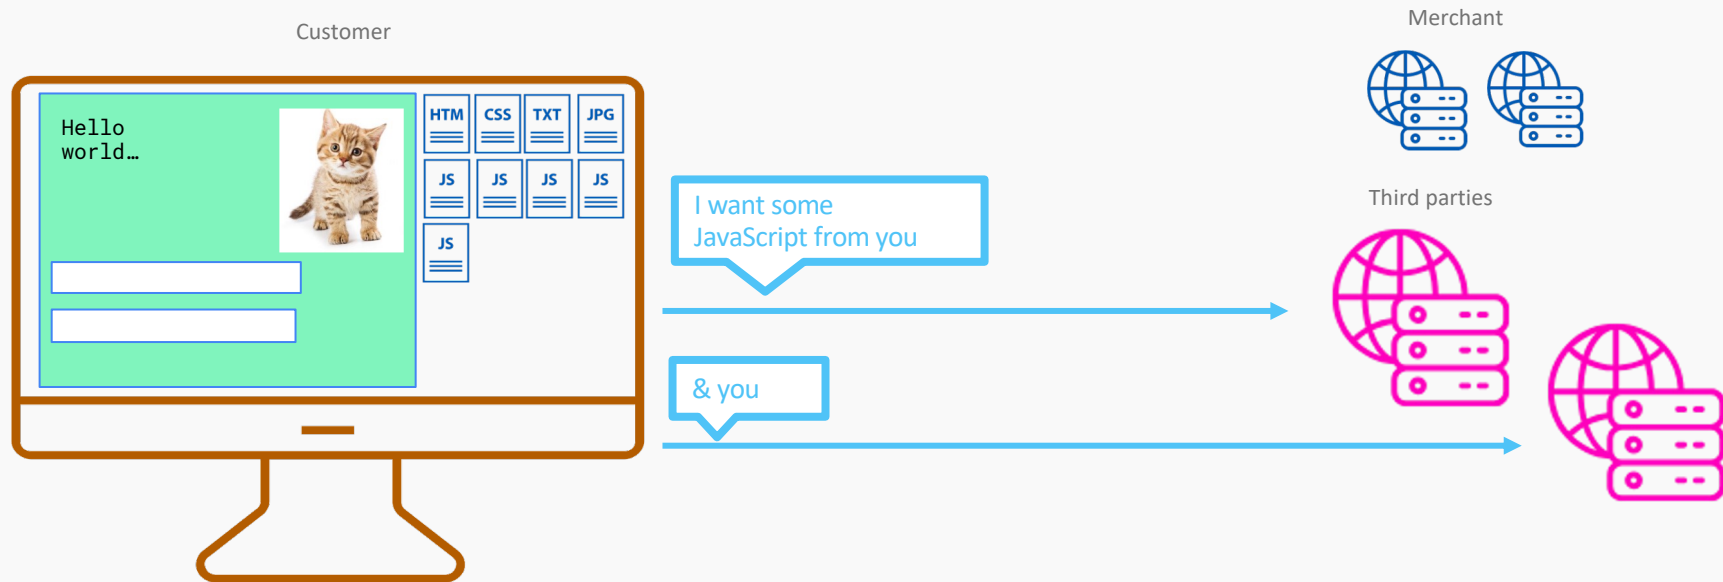 Customer
Merchant
Hello
world…
HTM
CSS
TXT
JPG
JS
JS
JS
JS
JS
I want some
JavaScript from you
Third parties
& you